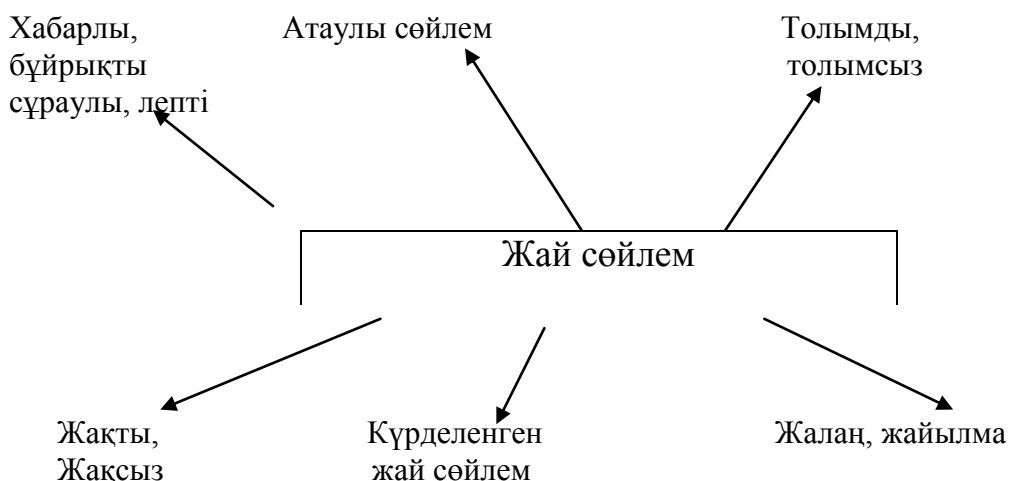 Хабарлы,
бұйрықты
сұраулы, лепті
Атаулы сөйлем
Толымды,
толымсыз
Жай сөйлем
Жақты,
Жақсыз
Күрделенген
жай сөйлем
Жалаң, жайылма